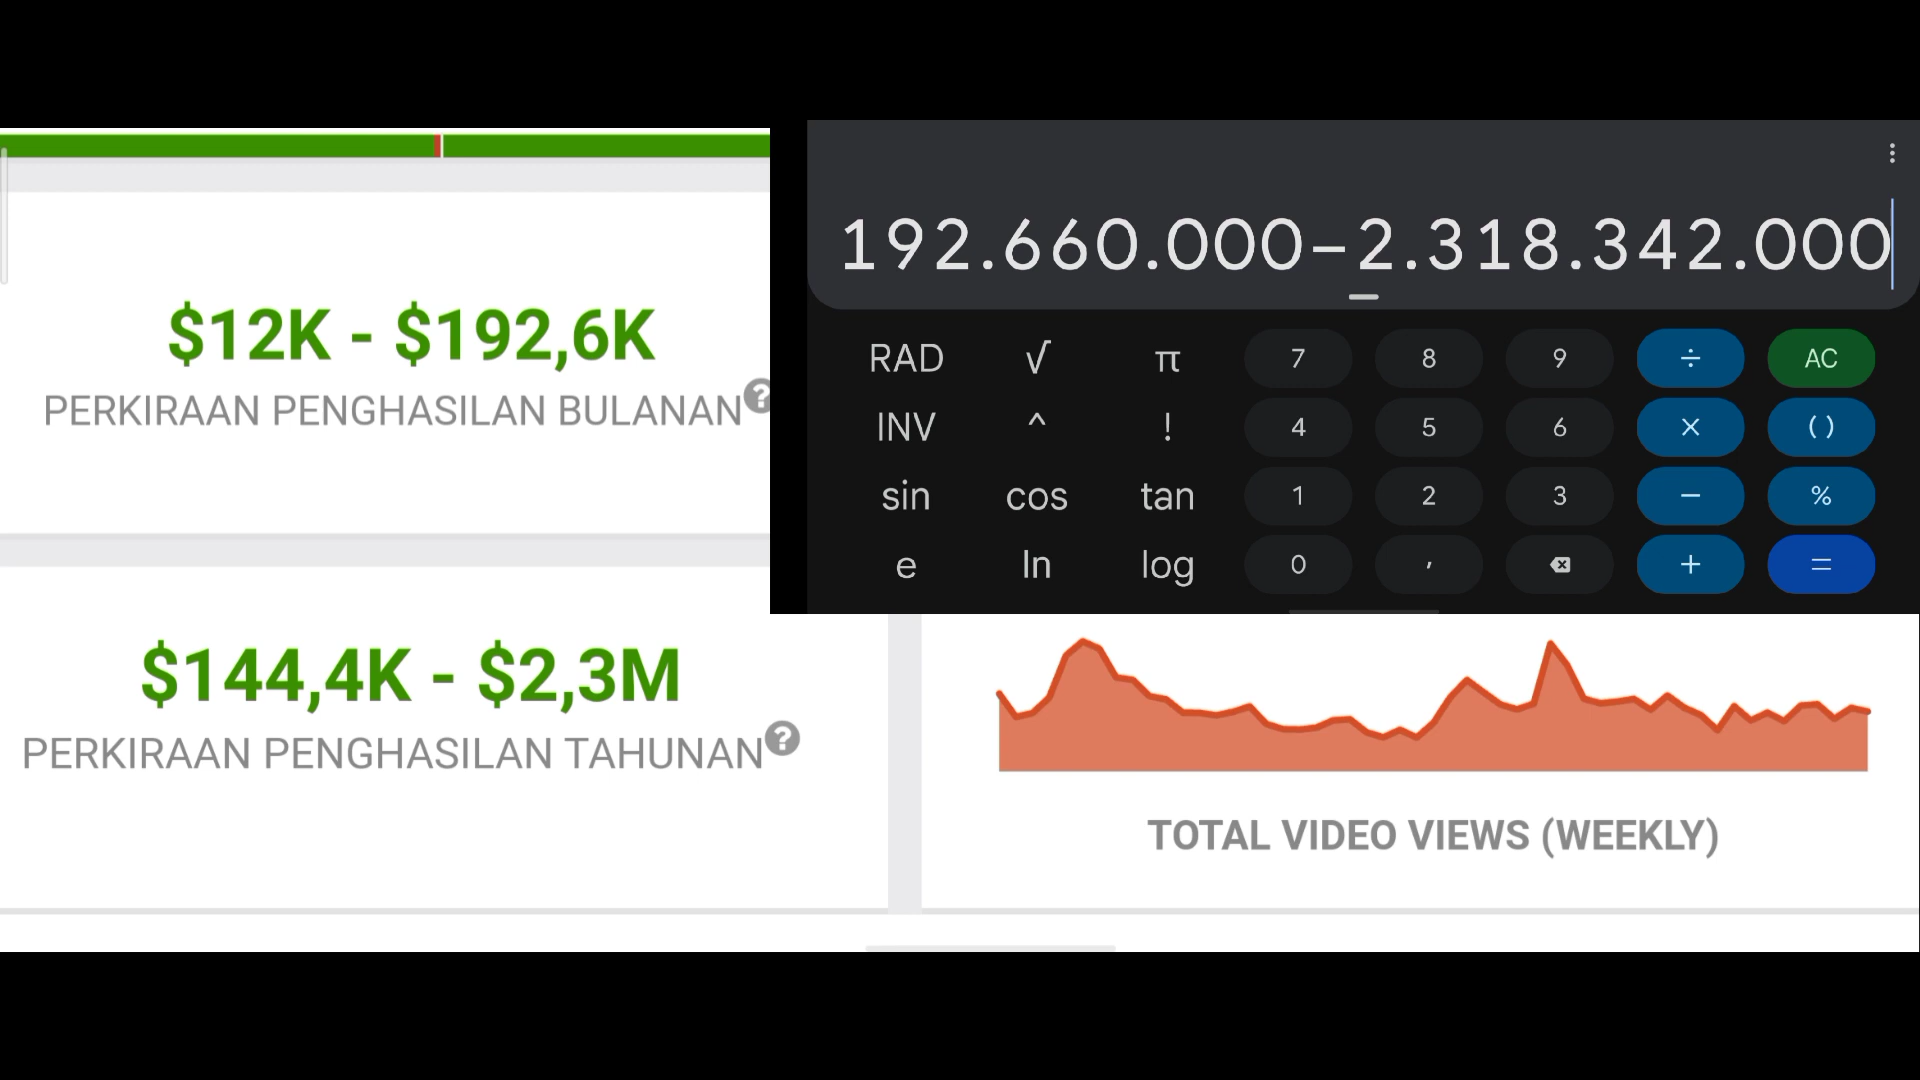 $12K - $192,6K
PERKIRAAN PENGHASILAN BULANAN?
$144,4K - $2,3M
PERKIRAAN PENGHASILAN TAHUNAN?
192.660.000−2.318.342.000
RAD √ π 7 8 9 ÷ AC
INV ^ ! 4 5 6 × ( )
sin cos tan 1 2 3 − %
e ln log 0 , + =
TOTAL VIDEO VIEWS (WEEKLY)